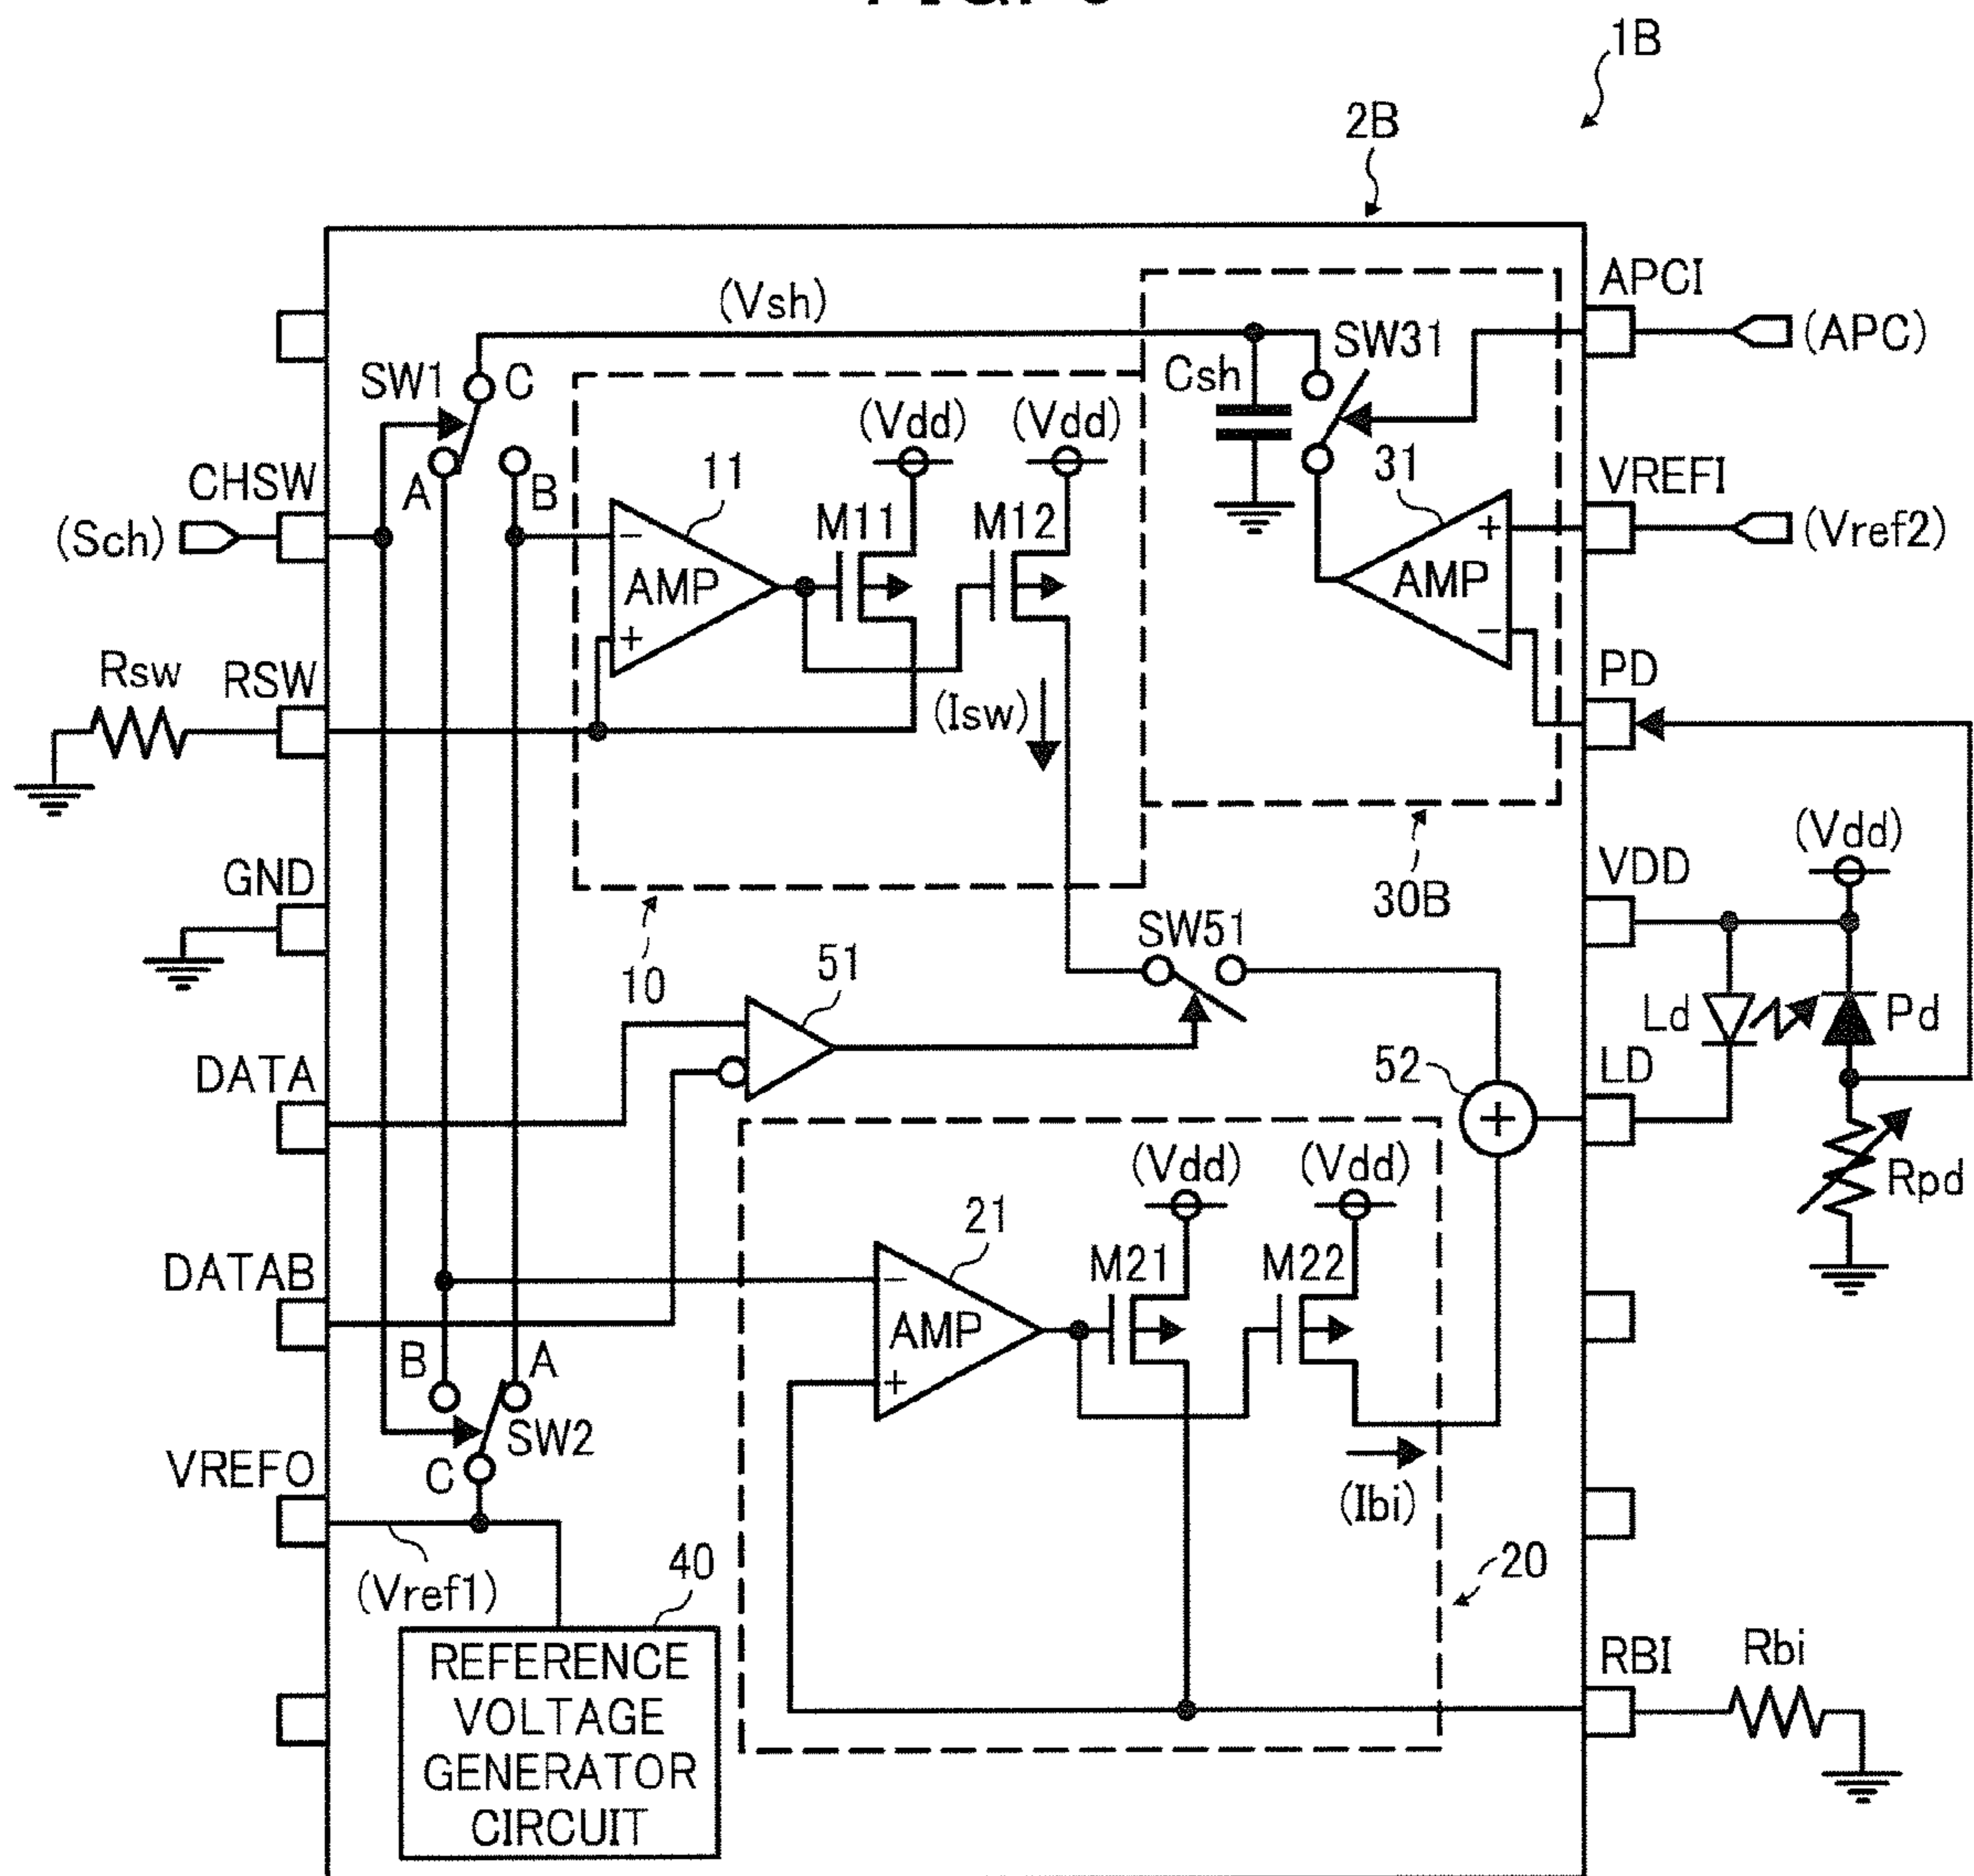 1B
2B
(Vsh)
APCI
(APC)
SW31
Csh
SW1
C
A
B
(Vdd)
(Vdd)
CHSW
(Sch)
11
M11
M12
31
VREFI
(Vref2)
−
AMP
+
+
AMP
−
Rsw
RSW
(Isw)
PD
GND
10
30B
VDD
(Vdd)
SW51
51
Ld
Pd
DATA
52
+
LD
Rpd
(Vdd)
(Vdd)
21
M21
M22
DATAB
−
AMP
+
B
A
SW2
C
VREFO
(Vref1)
(Ibi)
20
40
REFERENCE
VOLTAGE
GENERATOR
CIRCUIT
RBI
Rbi